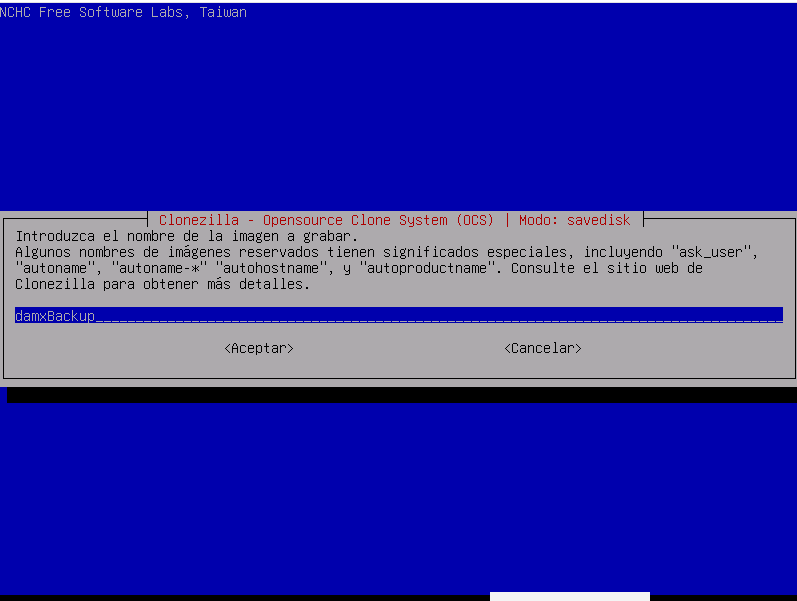 NCHC Free Software Labs, Taiwan
Clonezilla - Opensource Clone System (OCS) | Modo: savedisk
Introduzca el nombre de la imagen a grabar.
Algunos nombres de imágenes reservados tienen significados especiales, incluyendo "ask_user",
"autoname", "autoname-*" "autohostname", y "autoproductname". Consulte el sitio web de
Clonezilla para obtener más detalles.
damxBackup
<Aceptar> <Cancelar>